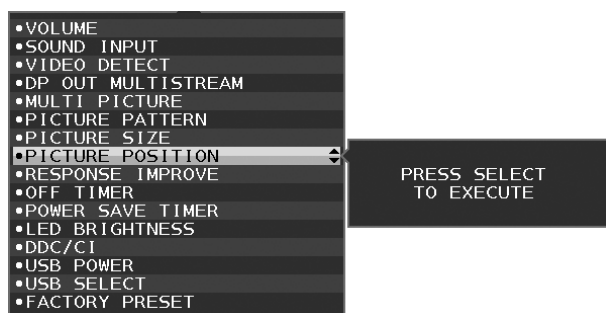 •VOLUME
•SOUND INPUT
•VIDEO DETECT
•DP OUT MULTISTREAM
•MULTI PICTURE
•PICTURE PATTERN
•PICTURE SIZE
•PICTURE POSITION
•RESPONSE IMPROVE
•OFF TIMER
•POWER SAVE TIMER
•LED BRIGHTNESS
•DDC/CI
•USB POWER
•USB SELECT
•FACTORY PRESET
PRESS SELECT
TO EXECUTE